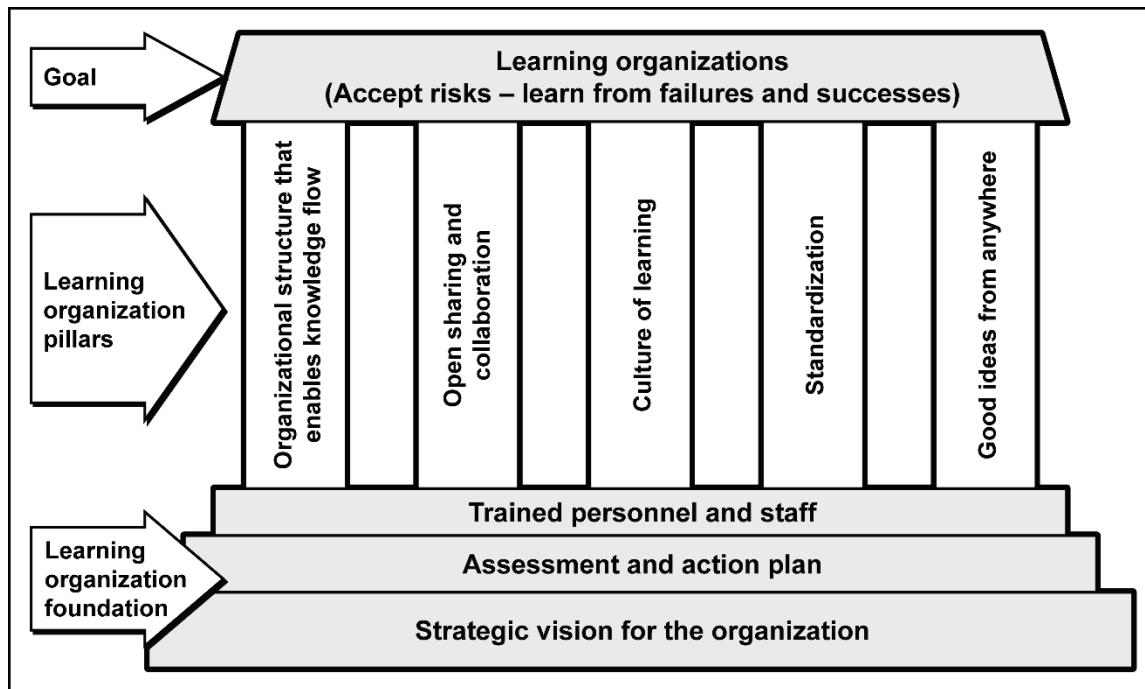 Goal
Learning organizations
(Accept risks – learn from failures and successes)
Learning
organization
pillars
Organizational structure that
enables knowledge flow
Open sharing and
collaboration
Culture of learning
Standardization
Good ideas from anywhere
Learning
organization
foundation
Trained personnel and staff
Assessment and action plan
Strategic vision for the organization